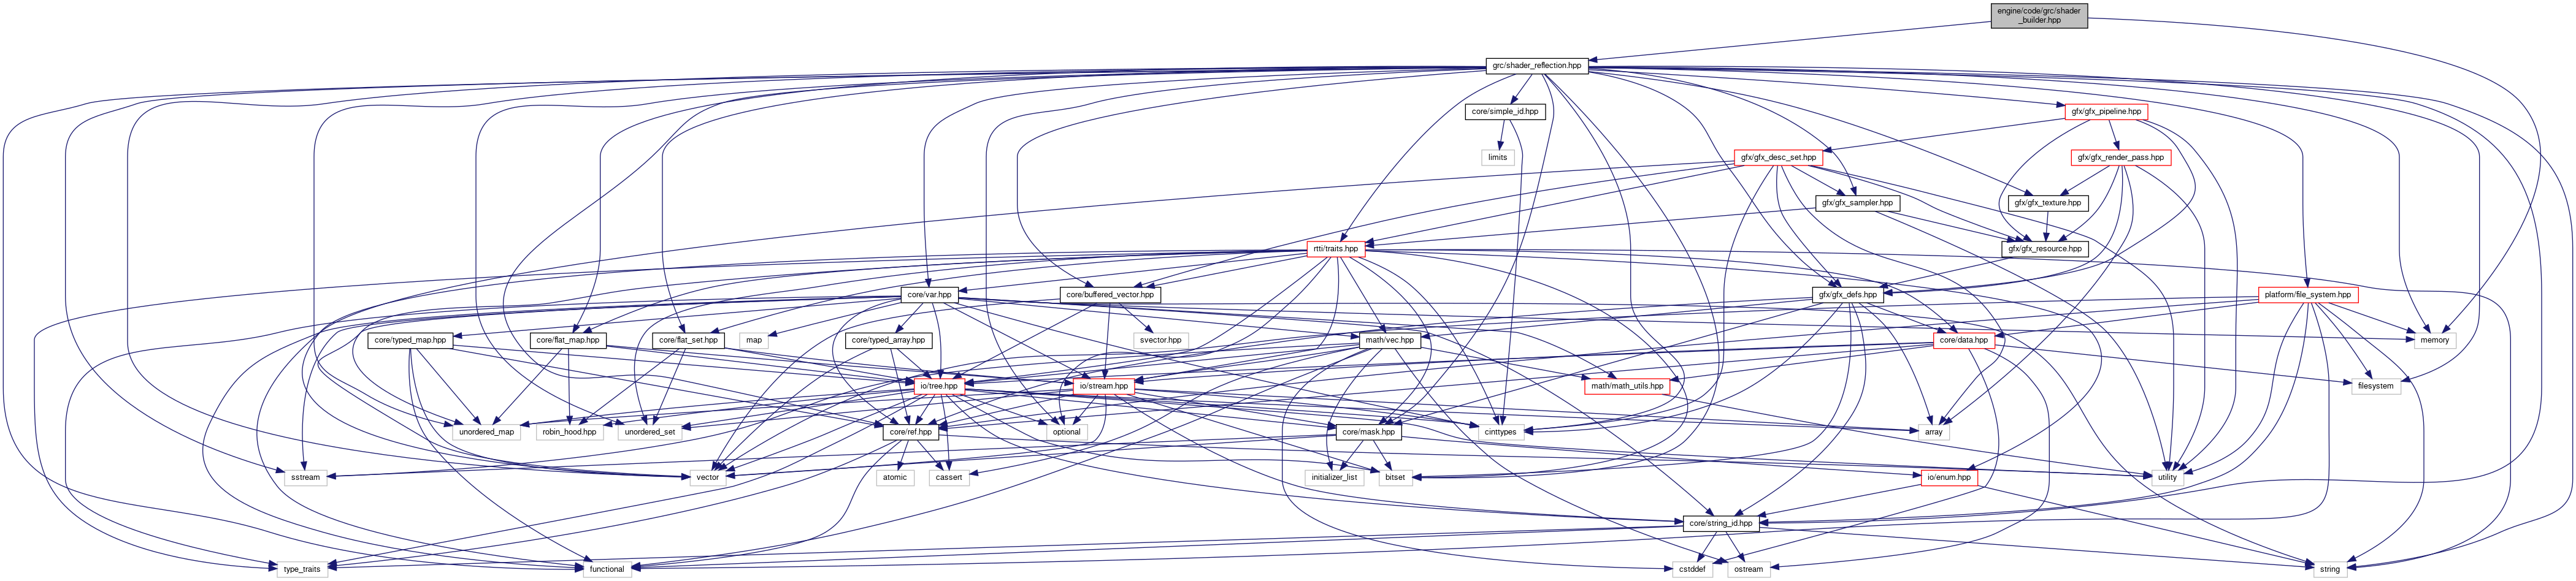 engine/code/grc/shader
_builder.hpp
grc/shader_reflection.hpp
core/simple_id.hpp
gfx/gfx_pipeline.hpp
limits
gfx/gfx_desc_set.hpp
gfx/gfx_render_pass.hpp
gfx/gfx_sampler.hpp
gfx/gfx_texture.hpp
rtti/traits.hpp
gfx/gfx_resource.hpp
core/var.hpp
core/buffered_vector.hpp
gfx/gfx_defs.hpp
platform/file_system.hpp
core/typed_map.hpp
core/flat_map.hpp
core/flat_set.hpp
map
core/typed_array.hpp
svector.hpp
math/vec.hpp
core/data.hpp
memory
io/tree.hpp
io/stream.hpp
math/math_utils.hpp
filesystem
unordered_map
robin_hood.hpp
unordered_set
core/ref.hpp
optional
core/mask.hpp
cinttypes
array
sstream
vector
atomic
cassert
initializer_list
bitset
io/enum.hpp
utility
core/string_id.hpp
type_traits
functional
cstddef
ostream
string